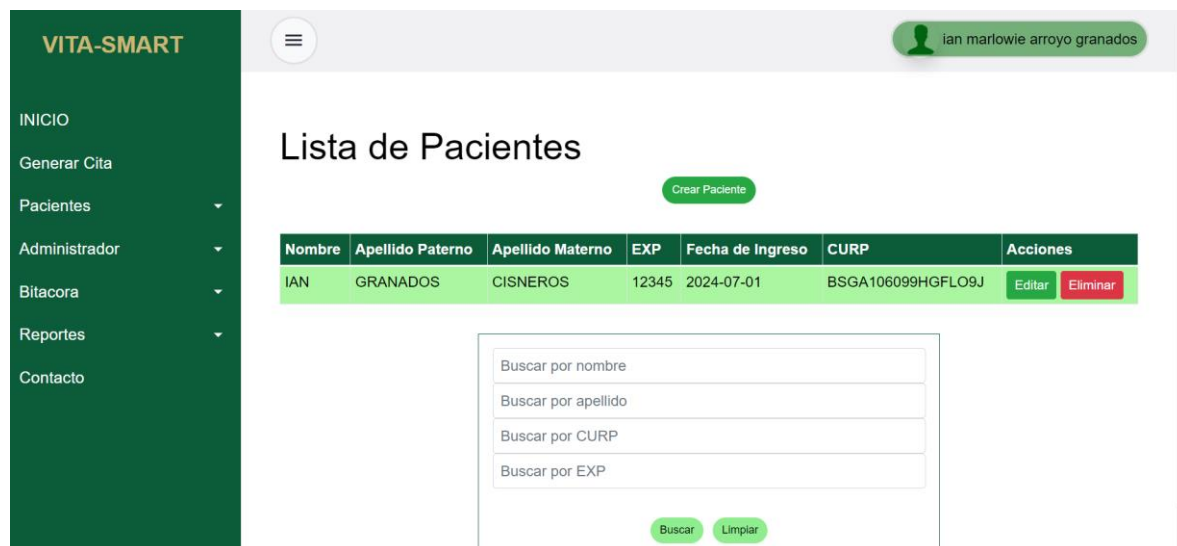 VITA-SMART
ian marlowie arroyo granados
INICIO
Generar Cita
Pacientes
Administrador
Bitacora
Reportes
Contacto
Lista de Pacientes
Crear Paciente
Nombre Apellido Paterno Apellido Materno EXP Fecha de Ingreso CURP Acciones
IAN GRANADOS CISNEROS 12345 2024-07-01 BSGA106099HGFLO9J Editar Eliminar
Buscar por nombre
Buscar por apellido
Buscar por CURP
Buscar por EXP
Buscar Limpiar